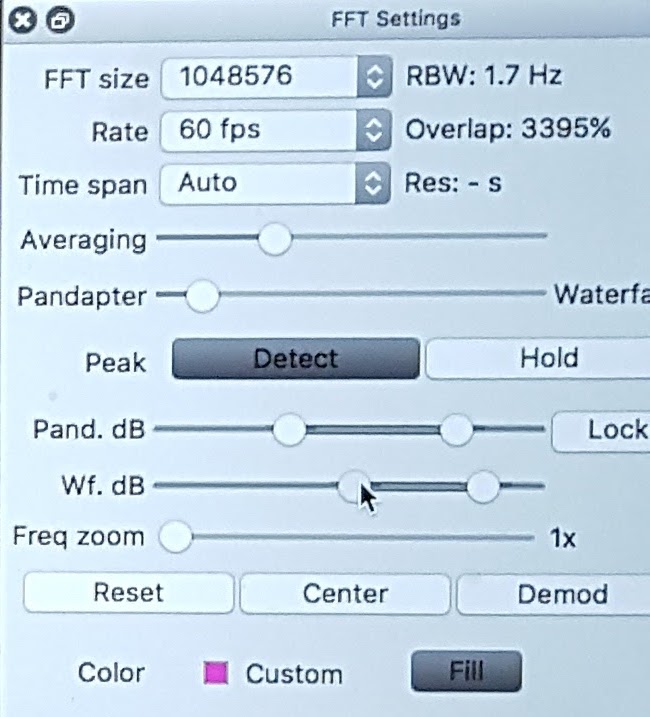 FFT Settings
FFT size 1048576 RBW: 1.7 Hz
Rate 60 fps Overlap: 3395%
Time span Auto Res: - s
Averaging
Pandapter Waterfa
Peak Detect Hold
Pand. dB Lock
Wf. dB
Freq zoom 1x
Reset Center Demod
Color Custom Fill